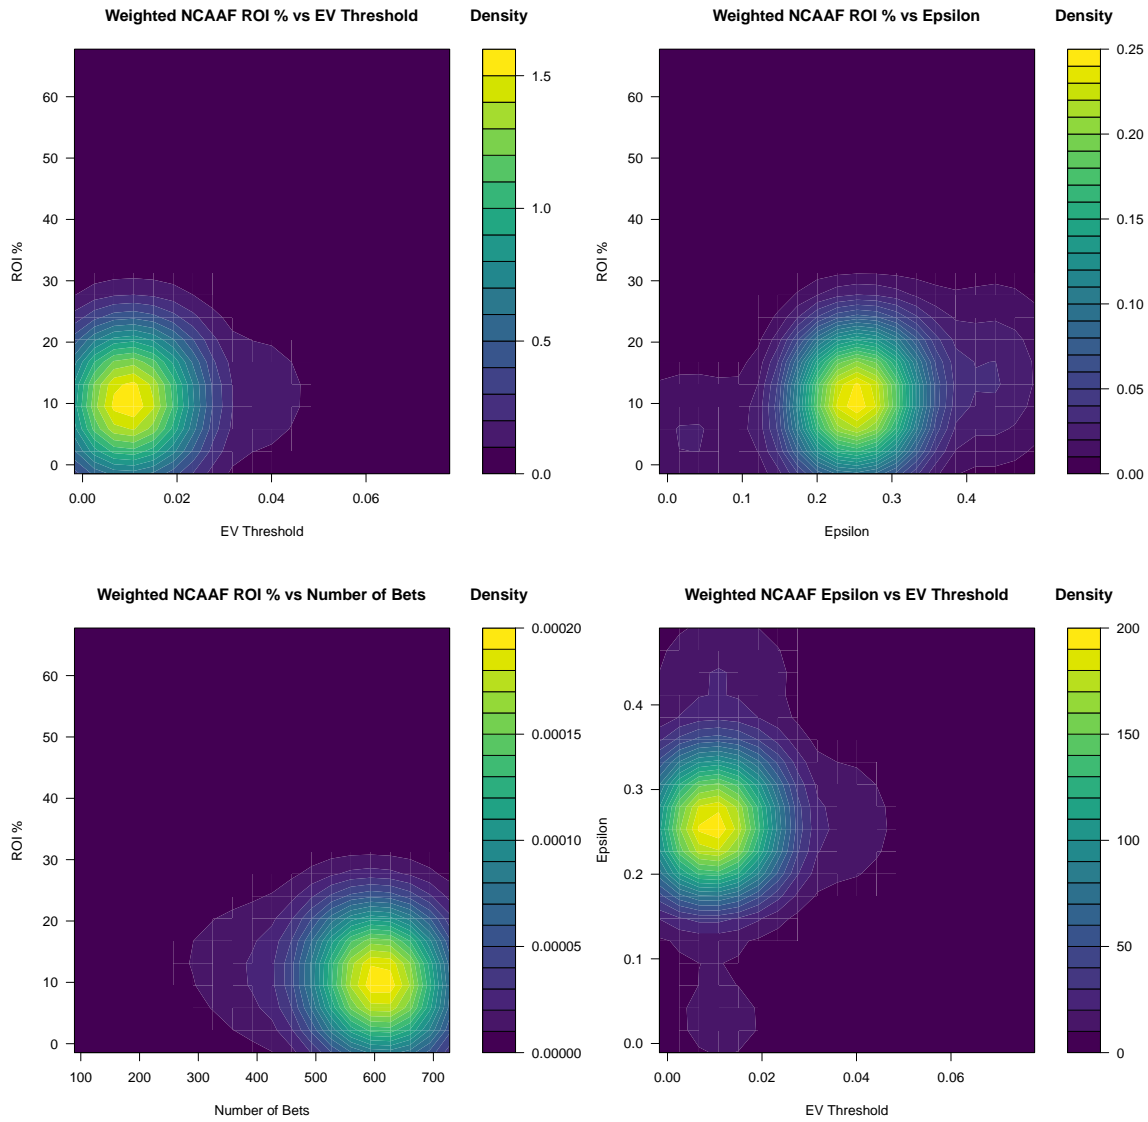 Weighted NCAAF ROI % vs EV Threshold
Density
ROI %
60
50
40
30
20
10
0
0.00 0.02 0.04 0.06
EV Threshold
1.5
1.0
0.5
0.0
Weighted NCAAF ROI % vs Epsilon
Density
ROI %
60
50
40
30
20
10
0
0.0 0.1 0.2 0.3 0.4
Epsilon
0.25
0.20
0.15
0.10
0.05
0.00
Weighted NCAAF ROI % vs Number of Bets
Density
ROI %
60
50
40
30
20
10
0
100 200 300 400 500 600 700
Number of Bets
0.00020
0.00015
0.00010
0.00005
0.00000
Weighted NCAAF Epsilon vs EV Threshold
Density
Epsilon
0.4
0.3
0.2
0.1
0.0
0.00 0.02 0.04 0.06
EV Threshold
200
150
100
50
0